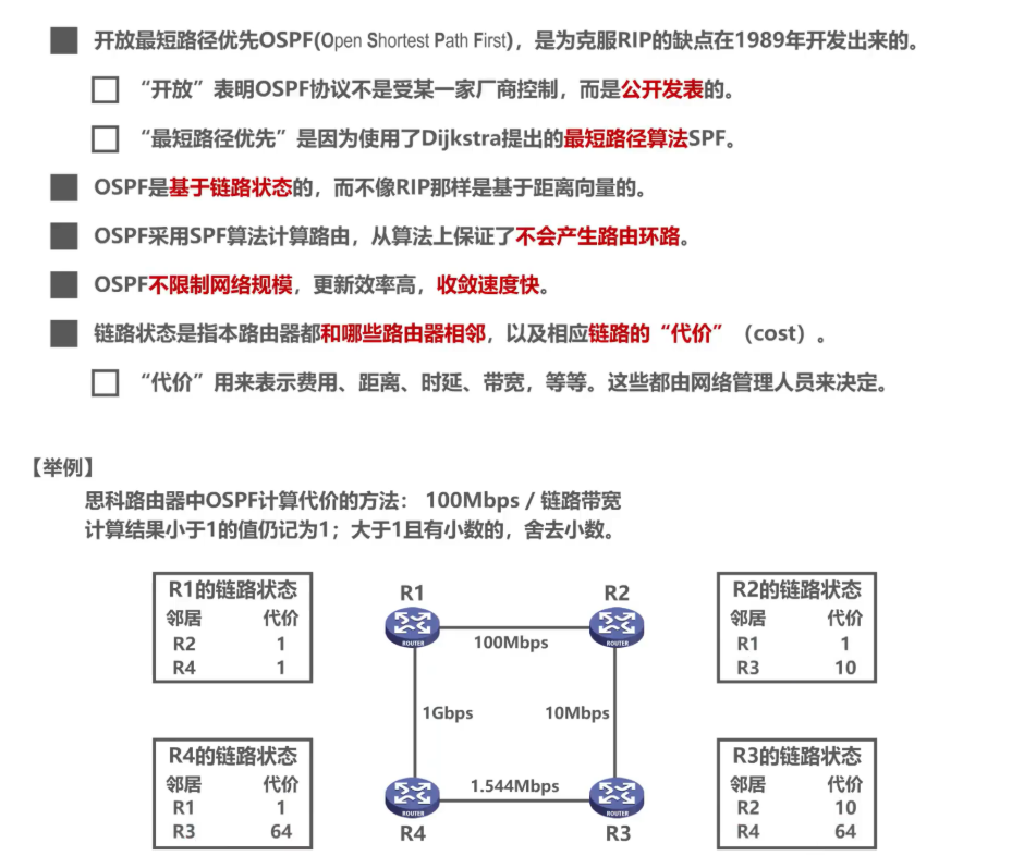 开放最短路径优先OSPF(Open Shortest Path First)，是为克服RIP的缺点在1989年开发出来的。
“开放”表明OSPF协议不是受某一家厂商控制，而是公开发表的。
“最短路径优先”是因为使用了Dijkstra提出的最短路径算法SPF。
OSPF是基于链路状态的，而不像RIP那样是基于距离向量的。
OSPF采用SPF算法计算路由，从算法上保证了不会产生路由环路。
OSPF不限制网络规模，更新效率高，收敛速度快。
链路状态是指本路由器都和哪些路由器相邻，以及相应链路的“代价”（cost）。
“代价”用来表示费用、距离、时延、带宽，等等。这些都由网络管理人员来决定。
【举例】
思科路由器中OSPF计算代价的方法： 100Mbps / 链路带宽
计算结果小于1的值仍记为1；大于1且有小数的，舍去小数。
R1的链路状态
邻居 代价
R2 1
R4 1
R1
ROUTER
R2
ROUTER
100Mbps
1Gbps
10Mbps
1.544Mbps
ROUTER
R4
ROUTER
R3
R2的链路状态
邻居 代价
R1 1
R3 10
R4的链路状态
邻居 代价
R1 1
R3 64
R3的链路状态
邻居 代价
R2 10
R4 64